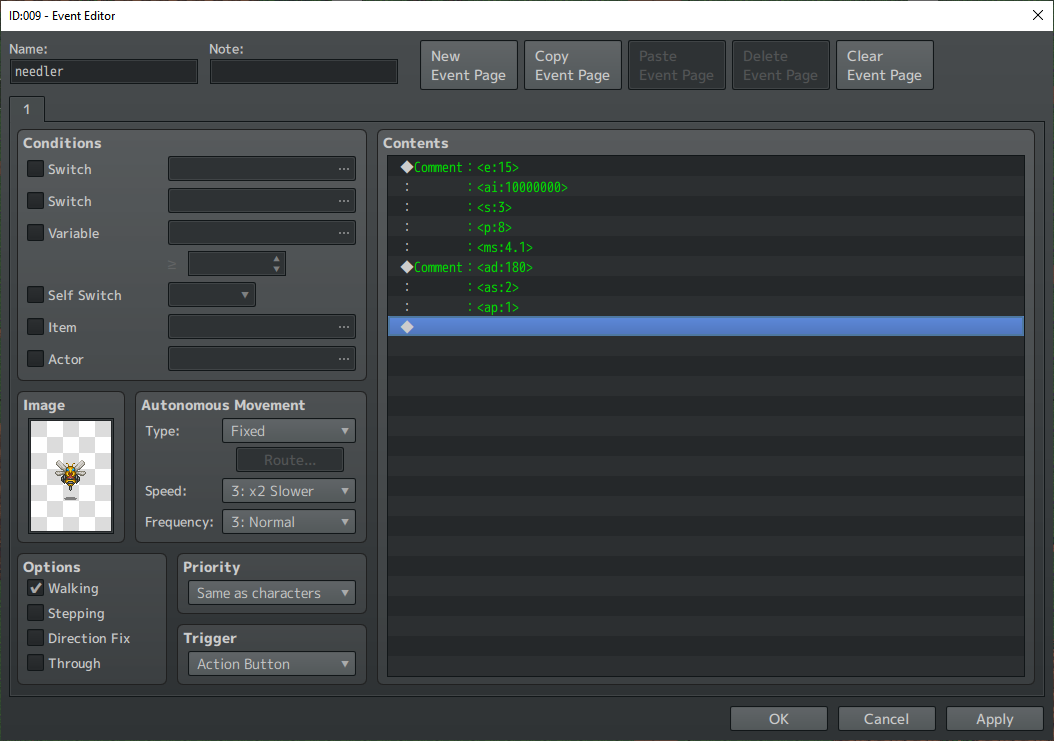 ID:009 - Event Editor
Name:
Note:
needler
New
Event Page
Copy
Event Page
Paste
Event Page
Delete
Event Page
Clear
Event Page
1
Conditions
Switch
...
Switch
...
Variable
...
≥
Self Switch
Item
...
Actor
...
Image
Autonomous Movement
Type:
Fixed
Route...
Speed:
3: x2 Slower
Frequency:
3: Normal
Options
Walking
Stepping
Direction Fix
Through
Priority
Same as characters
Trigger
Action Button
Contents
◆Comment：<e:15>
：        ：<ai:10000000>
：        ：<s:3>
：        ：<p:8>
：        ：<ms:4.1>
◆Comment：<ad:180>
：        ：<as:2>
：        ：<ap:1>
◆
OK
Cancel
Apply